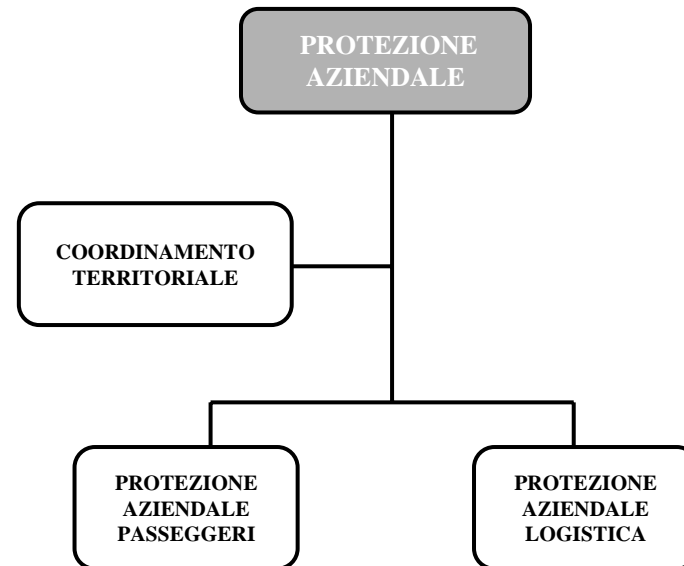 PROTEZIONE
AZIENDALE
COORDINAMENTO
TERRITORIALE
PROTEZIONE
AZIENDALE
PASSEGGERI
PROTEZIONE
AZIENDALE
LOGISTICA